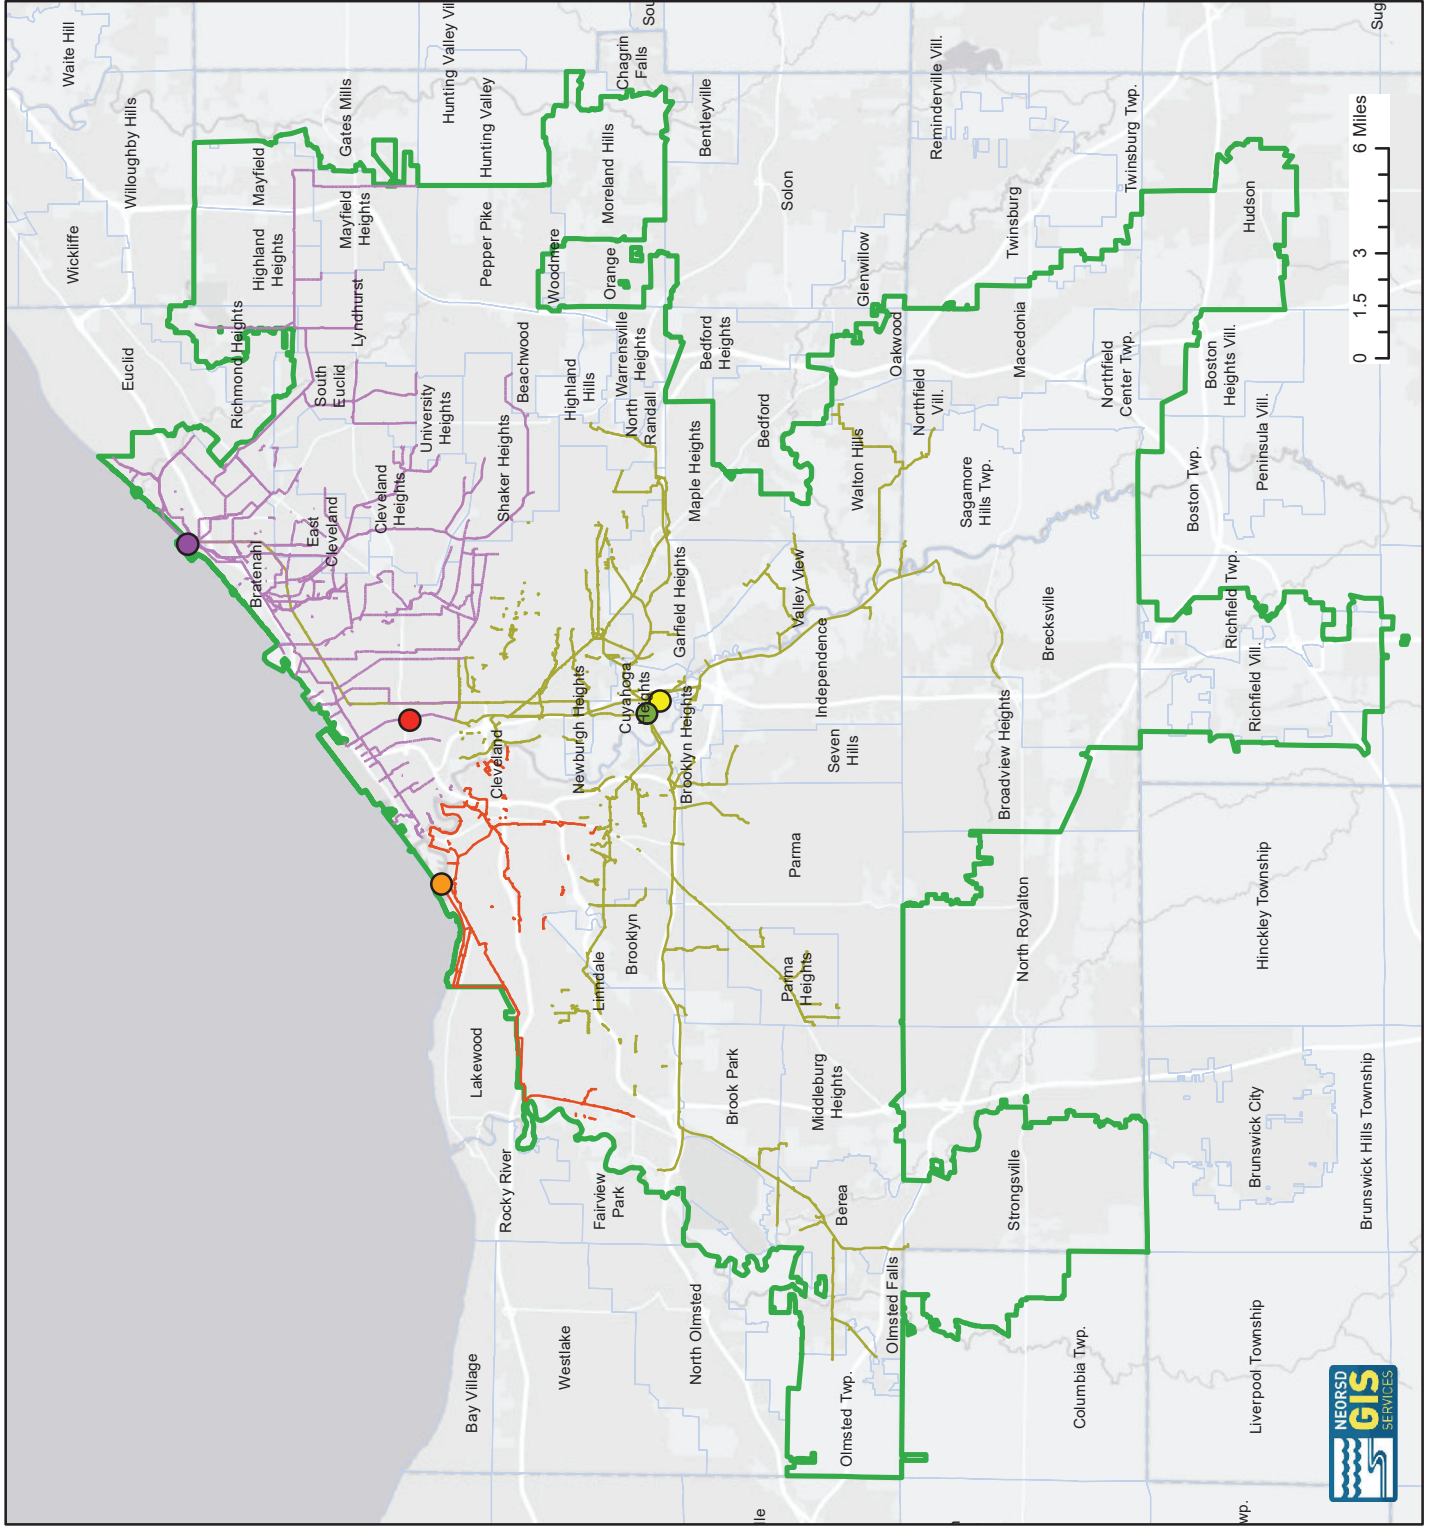 Waite Hill
Hunting Valley Vil
Sou
Sug
Willoughby Hills
Gates Mills
Chagrin
Falls
Reminderville Vill.
Wickliffe
Mayfield
Hunting Valley
Bentleyville
Twinsburg Twp.
6 Miles
Mayfield
Heights
Moreland Hills
Solon
Highland
Heights
Pepper Pike
Woodmere
Orange
Glenwillow
Twinsburg
Hudson
3
Euclid
Richmond Heights
Lyndhurst
Beachwood
Warrensville
Heights
Bedford
Heights
Oakwood
Macedonia
1.5
0
South
Euclid
University
Heights
Highland
Hills
North
Randall
Bedford
Northfield
Vill.
Northfield
Center Twp.
Boston
Heights Vill.
East
Cleveland
Cleveland
Heights
Shaker Heights
Maple Heights
Walton Hills
Sagamore
Hills Twp.
Boston Twp.
Peninsula Vill.
Bratenahl
Garfield Heights
Valley View
Brecksville
Richfield Twp.
Cleveland
Newburgh Heights
Cuyahoga
Heights
Brooklyn Heights
Independence
Seven
Hills
Broadview Heights
Richfield Vill.
Parma
Linndale
Brooklyn
Parma
Heights
North Royalton
Hinckley Township
Lakewood
Brook Park
Middleburg
Heights
Rocky River
Fairview
Park
Berea
Strongsville
Brunswick City
Brunswick Hills Township
Bay Village
Westlake
North Olmsted
Olmsted Falls
Olmsted Twp.
Columbia Twp.
Liverpool Township
lle
wp.
NEORSD
GIS
SERVICES